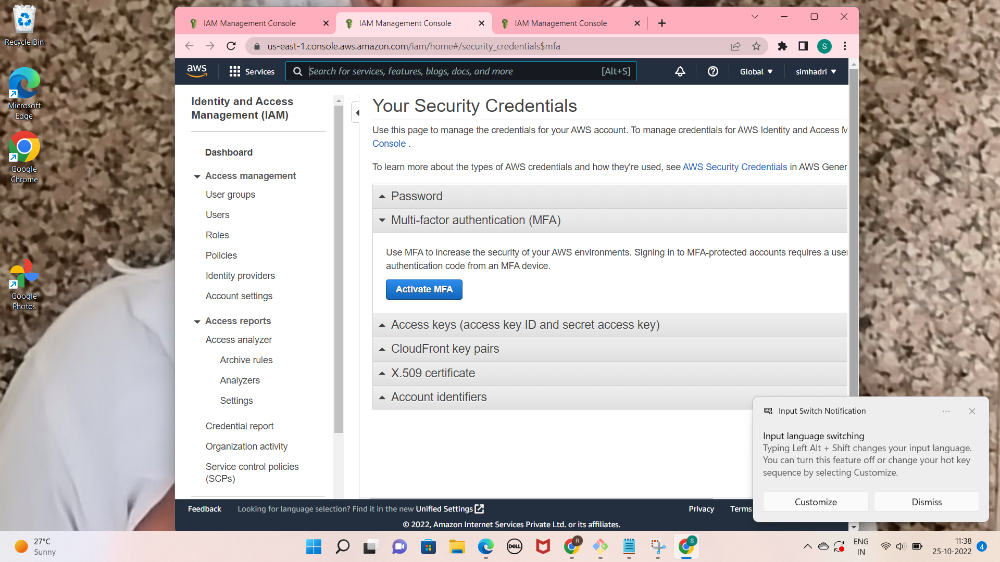 Recycle Bin
Microsoft
Edge
Google
Chrome
Google
Photos
IAM Management Console
IAM Management Console
IAM Management Console
us-east-1.console.aws.amazon.com/iam/home#/security_credentials$mfa
S
aws
Services
Search for services, features, blogs, docs, and more
[Alt+S]
Global
simhadri
Identity and Access
Management (IAM)
Dashboard
Access management
User groups
Users
Roles
Policies
Identity providers
Account settings
Access reports
Access analyzer
Archive rules
Analyzers
Settings
Credential report
Organization activity
Service control policies
(SCPs)
Your Security Credentials
Use this page to manage the credentials for your AWS account. To manage credentials for AWS Identity and Access M
Console .
To learn more about the types of AWS credentials and how they're used, see AWS Security Credentials in AWS Gener
Password
Multi-factor authentication (MFA)
Use MFA to increase the security of your AWS environments. Signing in to MFA-protected accounts requires a user
authentication code from an MFA device.
Activate MFA
Access keys (access key ID and secret access key)
CloudFront key pairs
X.509 certificate
Account identifiers
Input Switch Notification
Input language switching
Typing Left Alt + Shift changes your input language.
You can turn this feature off or change your hot key
sequence by selecting Customize.
Customize
Dismiss
Feedback
Looking for language selection? Find it in the new Unified Settings
Privacy
Terms
© 2022, Amazon Internet Services Private Ltd. or its affiliates.
27°C
Sunny
DELL
R
S
ENG
IN
11:38
25-10-2022
4